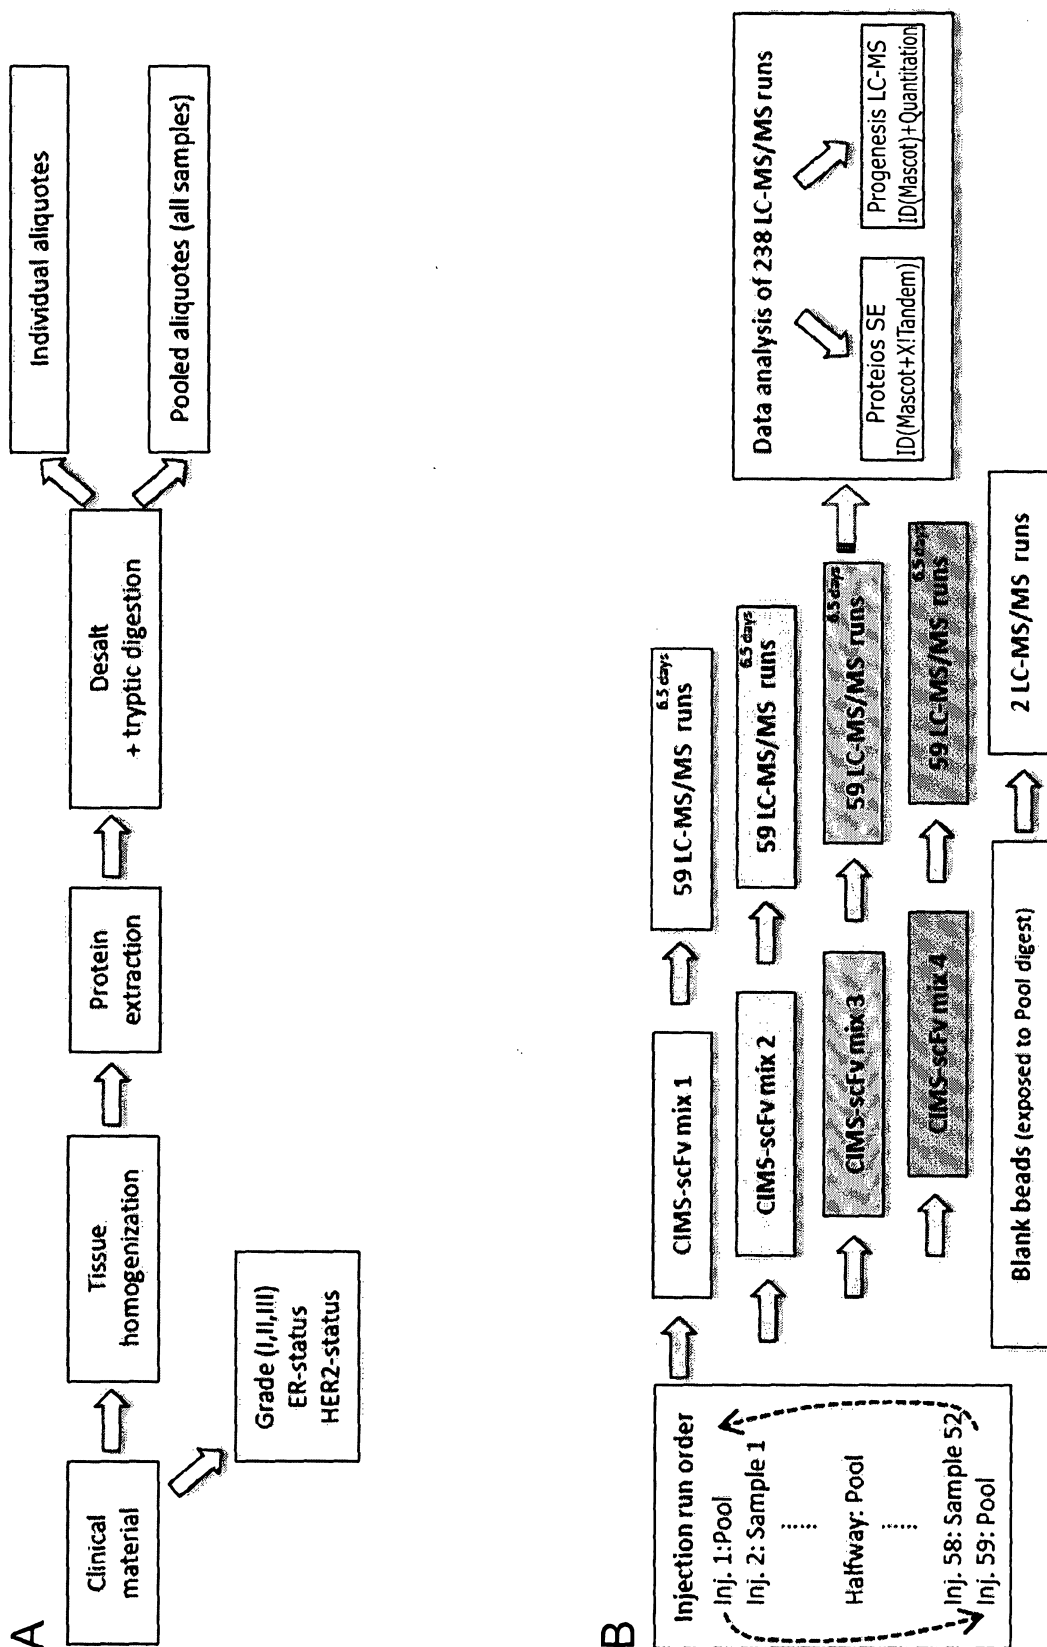 A
Clinical
material
Tissue
homogenization
Protein
extraction
Desalt
+ tryptic digestion
Individual aliquotes
Pooled aliquotes (all samples)
Grade (I,II,III)
ER-status
HER2-status
B
Injection run order
Inj. 1:Pool
Inj. 2: Sample 1
Halfway: Pool
Inj. 58: Sample 52
Inj. 59: Pool
CIMS-scFv mix 1
6.5 days
59 LC-MS/MS runs
CIMS-scFv mix 2
6.5 days
59 LC-MS/MS runs
CIMS-scFv mix 3
6.5 days
59 LC-MS/MS runs
CIMS-scFv mix 4
6.5 days
59 LC-MS/MS runs
Blank beads (exposed to Pool digest)
2 LC-MS/MS runs
Data analysis of 238 LC-MS/MS runs
Proteios SE
ID(Mascot+X!Tandem)
Progenesis LC-MS
ID(Mascot)+Quantitation